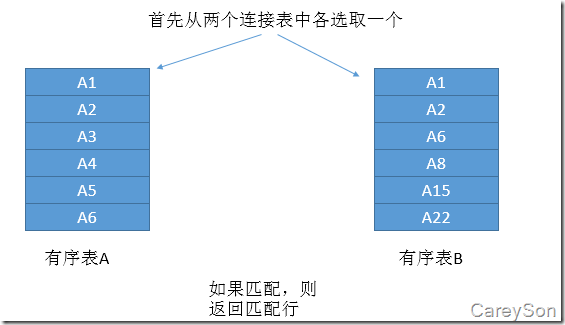 首先从两个连接表中各选取一个
A1
A2
A3
A4
A5
A6
有序表A
A1
A2
A6
A8
A15
A22
有序表B
如果匹配，则
返回匹配行
CareySon